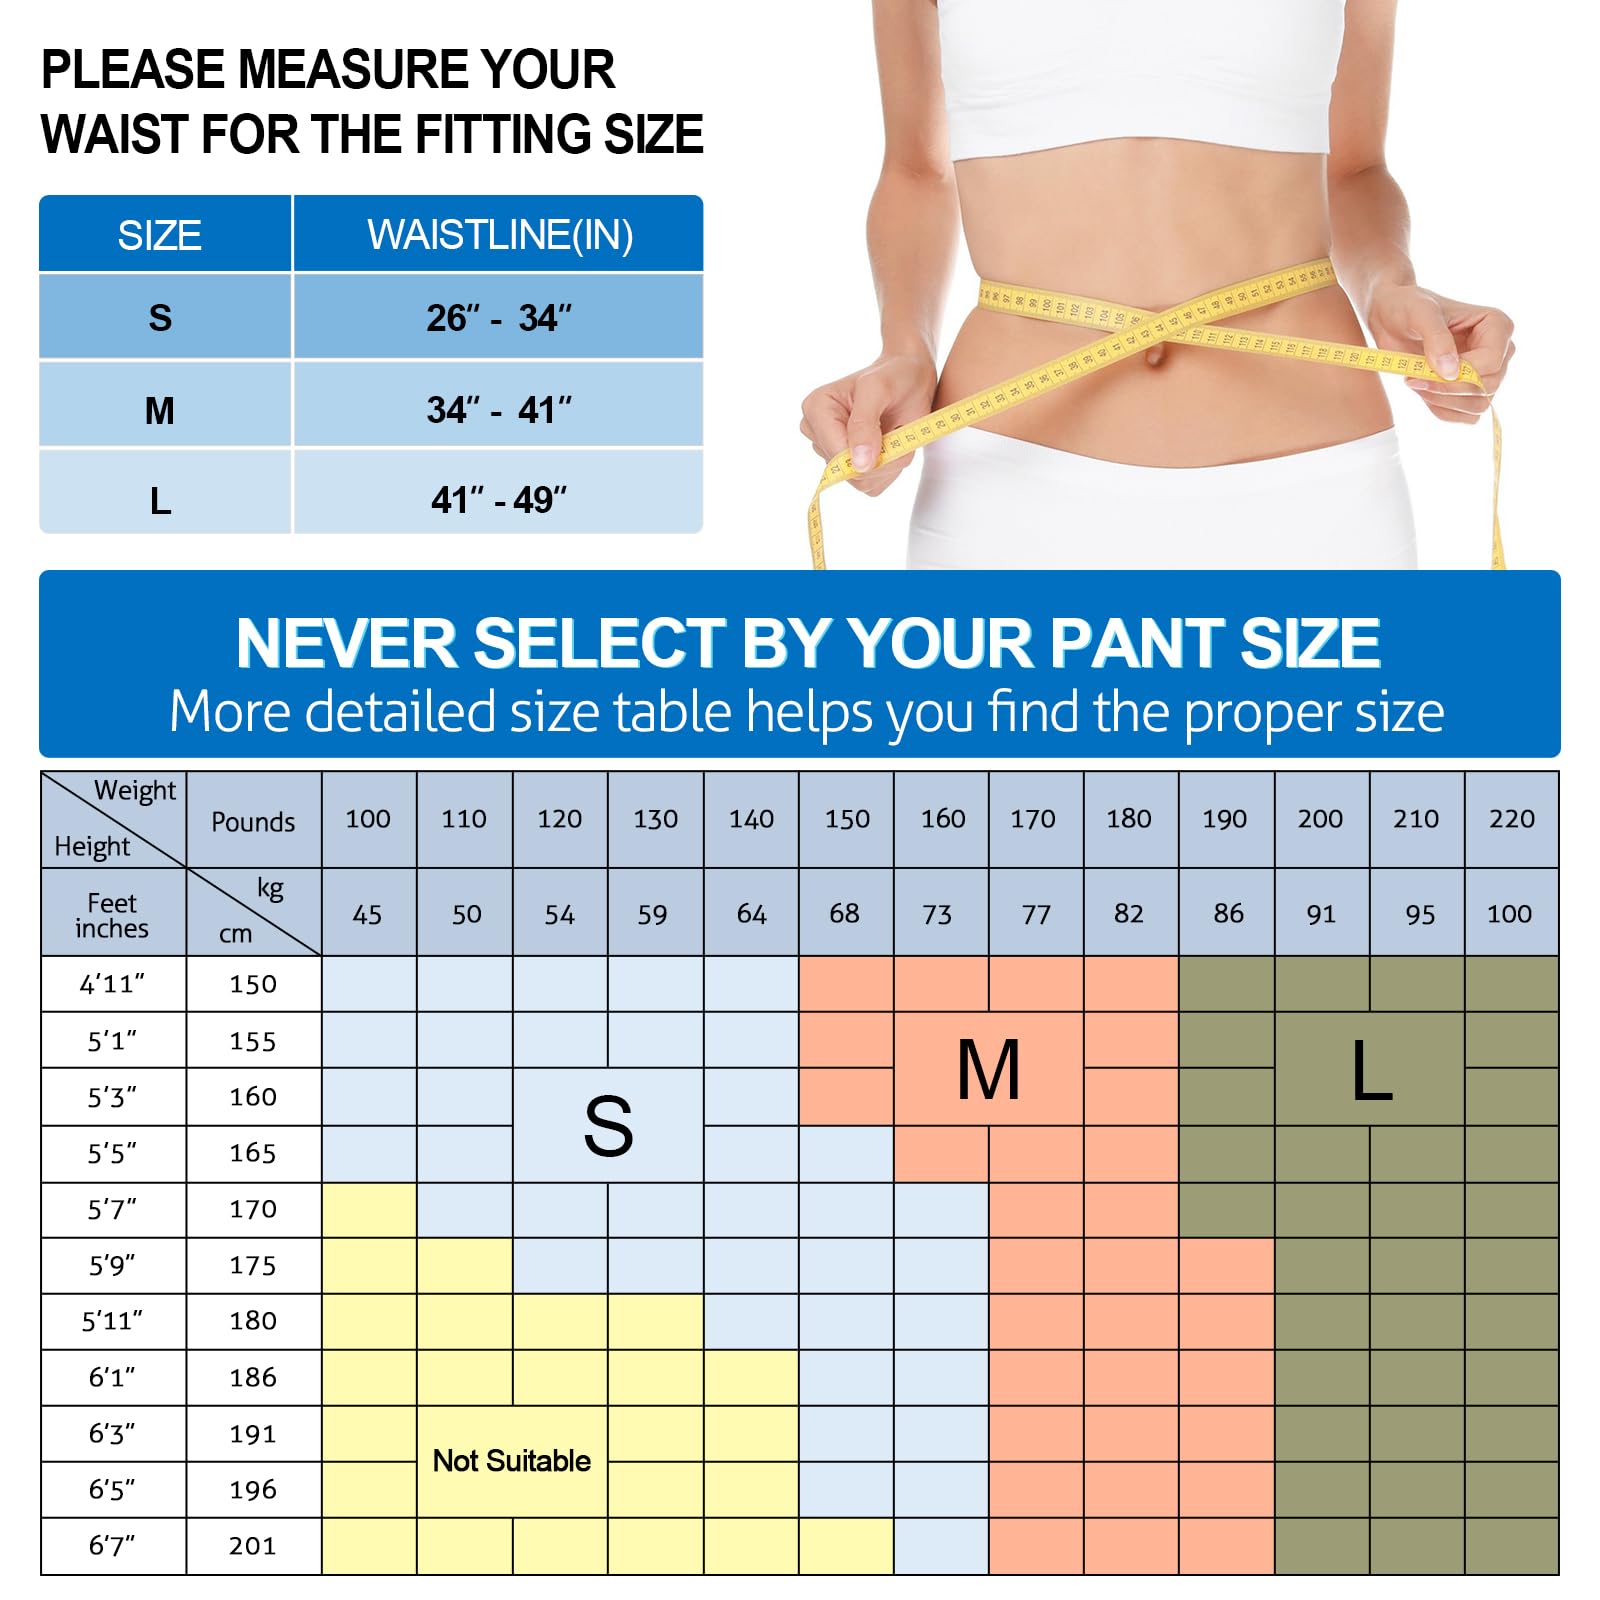 PLEASE MEASURE YOUR
WAIST FOR THE FITTING SIZE
SIZE WAISTLINE(IN)
S 26” - 34”
M 34” - 41”
L 41” - 49”
NEVER SELECT BY YOUR PANT SIZE
More detailed size table helps you find the proper size
Weight
Height
Pounds 100 110 120 130 140 150 160 170 180 190 200 210 220
Feet
inches
kg
cm
45 50 54 59 64 68 73 77 82 86 91 95 100
4’11” 150
5’1” 155
M L
5’3” 160
S
5’5” 165
5’7” 170
5’9” 175
5’11” 180
6’1” 186
6’3” 191
Not Suitable
6’5” 196
6’7” 201